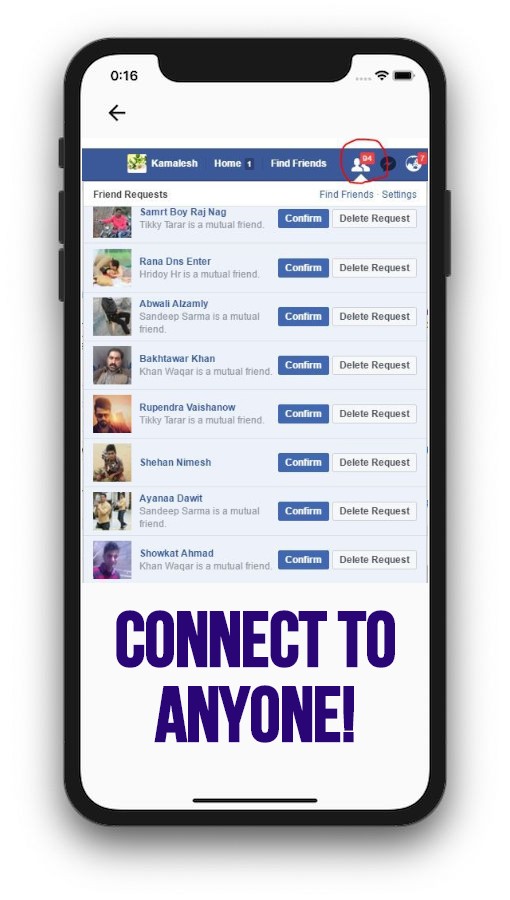 0:16
Kamalesh Home 1 Find Friends 94 7
Friend Requests Find Friends · Settings
Samrt Boy Raj Nag
Tikky Tarar is a mutual friend.
Confirm Delete Request
Rana Dns Enter
Hridoy Hr is a mutual friend.
Confirm Delete Request
Abwali Alzamly
Sandeep Sarma is a mutual
friend.
Confirm Delete Request
Bakhtawar Khan
Khan Waqar is a mutual friend.
Confirm Delete Request
Rupendra Vaishanow
Tikky Tarar is a mutual friend.
Confirm Delete Request
Shehan Nimesh
Confirm Delete Request
Ayanaa Dawit
Sandeep Sarma is a mutual
friend.
Confirm Delete Request
Showkat Ahmad
Khan Waqar is a mutual friend.
Confirm Delete Request
CONNECT TO
ANYONE!